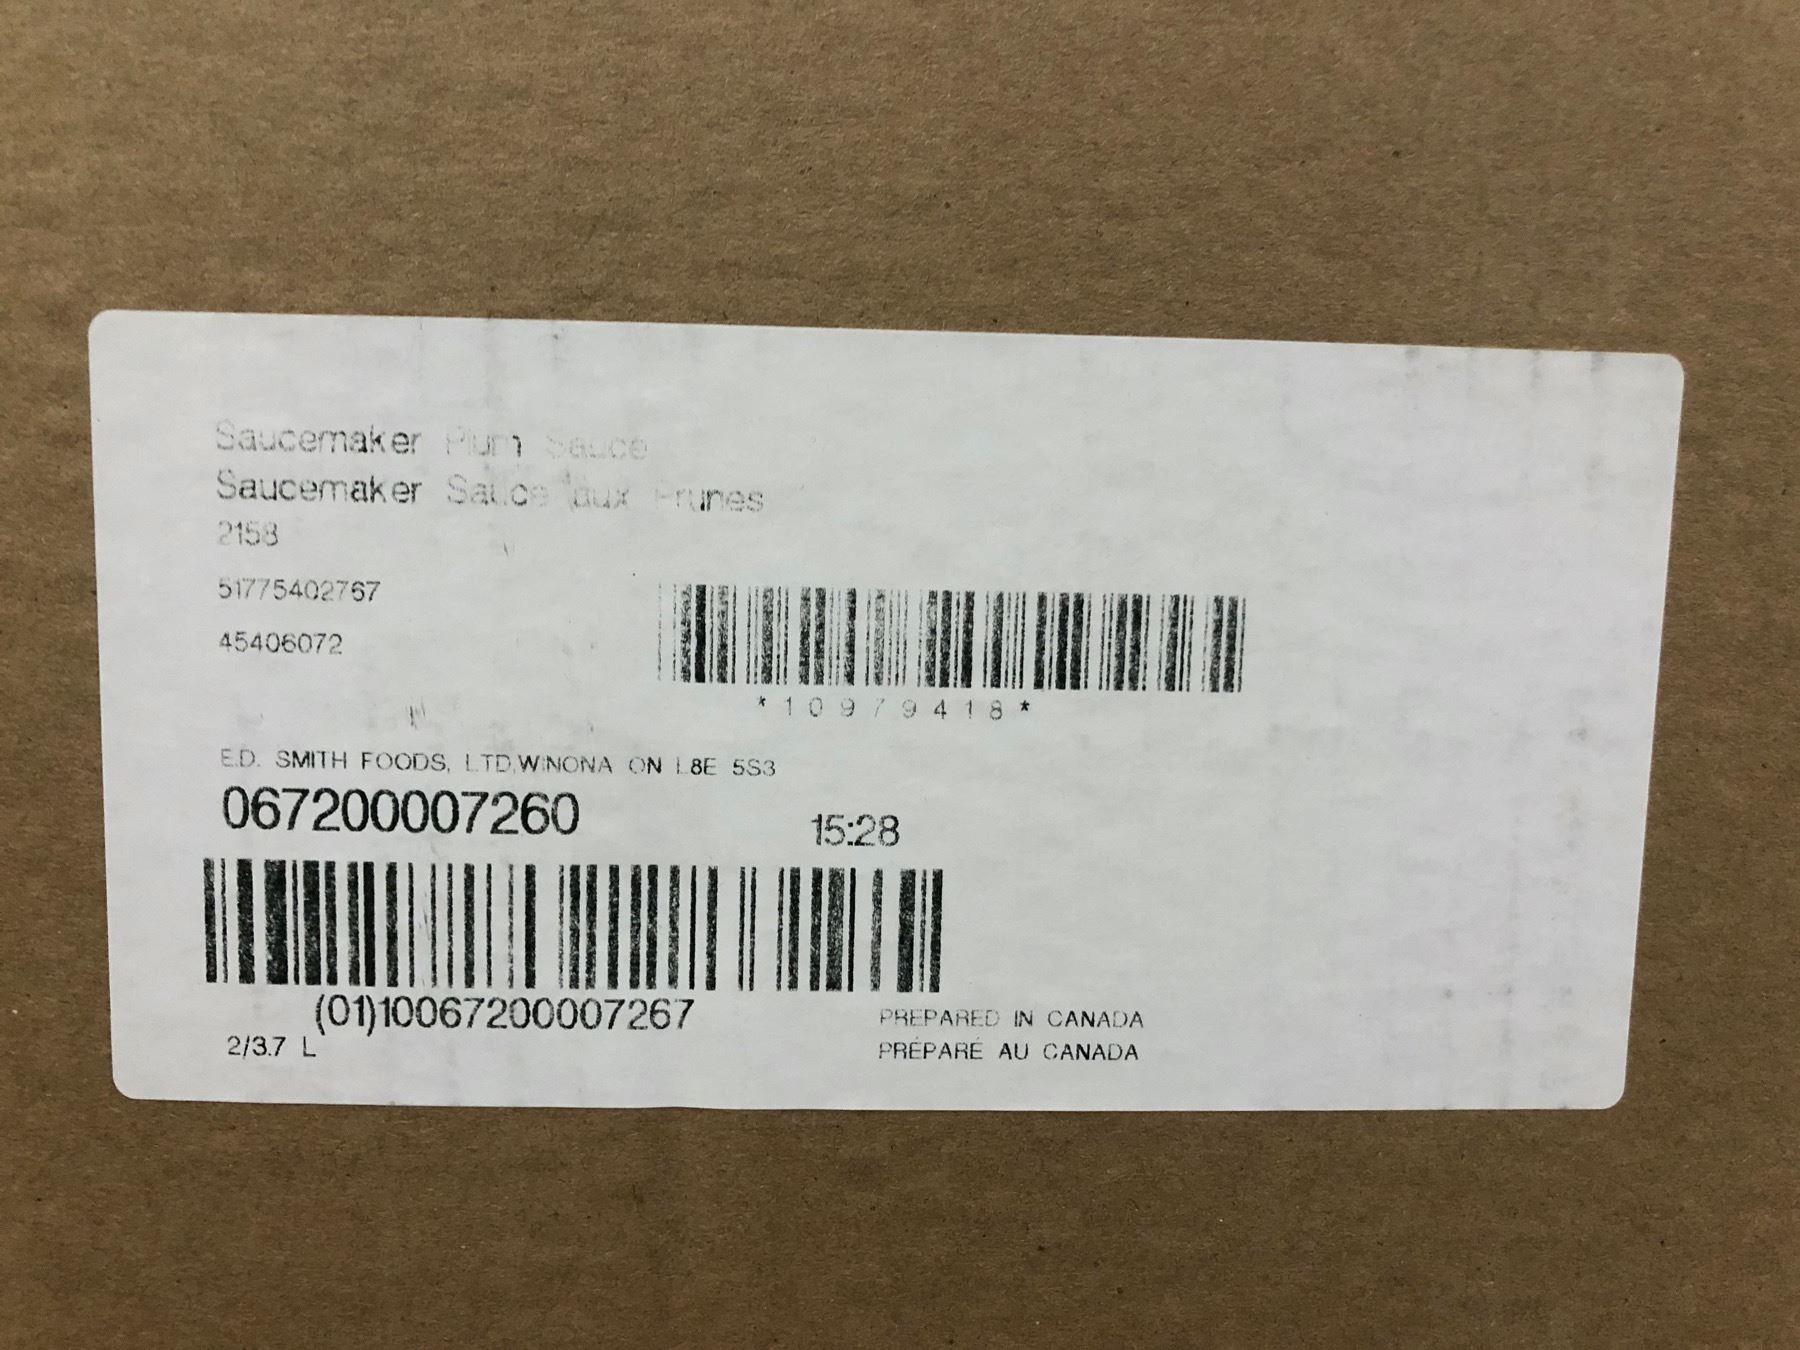 Saucemaker Plum Sauce
Saucemaker Sauce aux Prunes
2158
51775402767
45406072
*10979418*
E.D. SMITH FOODS, LTD,WINONA ON L8E 5S3
067200007260
15:28
(01)10067200007267
2/3.7 L
PREPARED IN CANADA
PRÉPARÉ AU CANADA